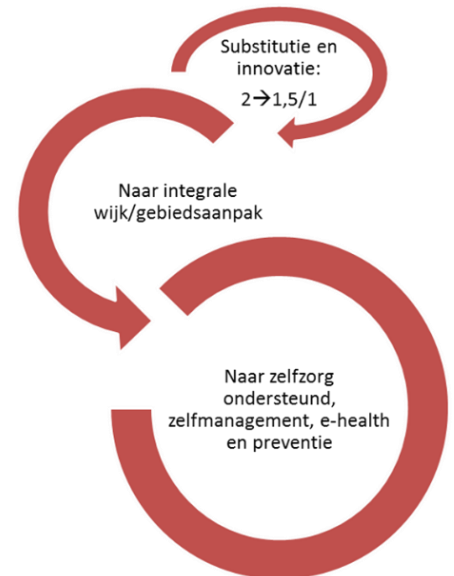 Substitutie en
innovatie:
2→1,5/1
Naar integrale
wijk/gebiedsaanpak
Naar zelfzorg
ondersteund,
zelfmanagement, e-health
en preventie